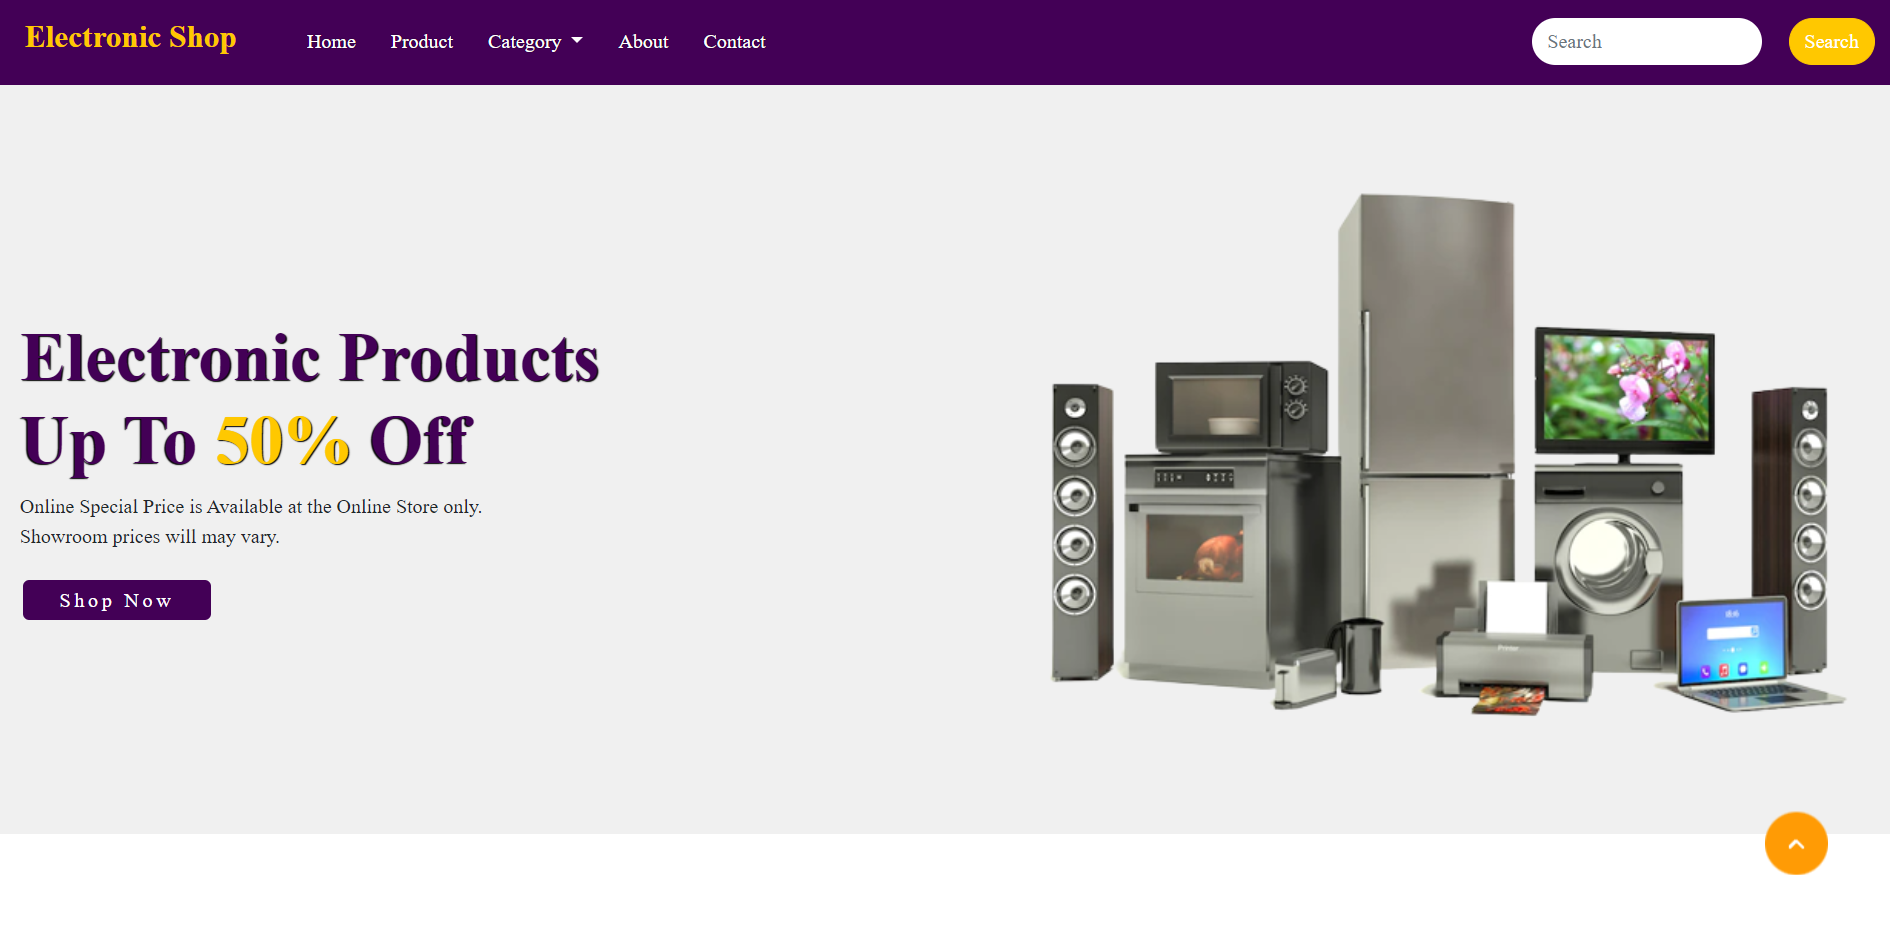 Electronic Shop
Home
Product
Category
About
Contact
Search
Search
Electronic Products
Up To 50% Off
Online Special Price is Available at the Online Store only.
Showroom prices will may vary.
Shop Now
Printer